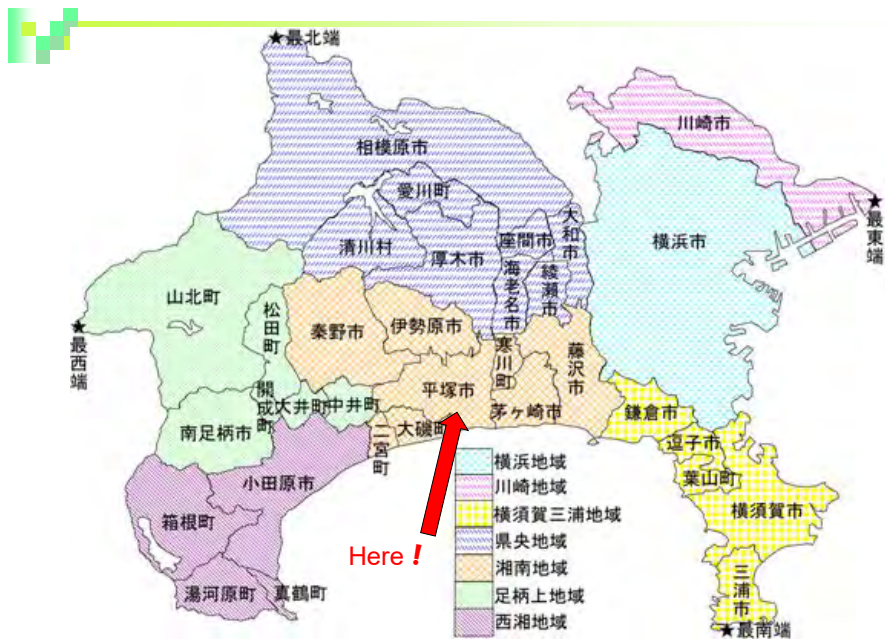 ★最北端
川崎市
相模原市
愛川町
大和市
★最東端
座間市
横浜市
清川村
厚木市
海老名市
綾瀬市
山北町
松田町
秦野市
伊勢原市
寒川町
藤沢市
★最西端
平塚市
開成町
大井町
中井町
茅ヶ崎市
鎌倉市
南足柄市
二宮町
大磯町
逗子市
横浜地域
葉山町
小田原市
川崎地域
箱根町
横須賀三浦地域
横須賀市
県央地域
Here !
湘南地域
三浦市
湯河原町
真鶴町
足柄上地域
西湘地域
★最南端